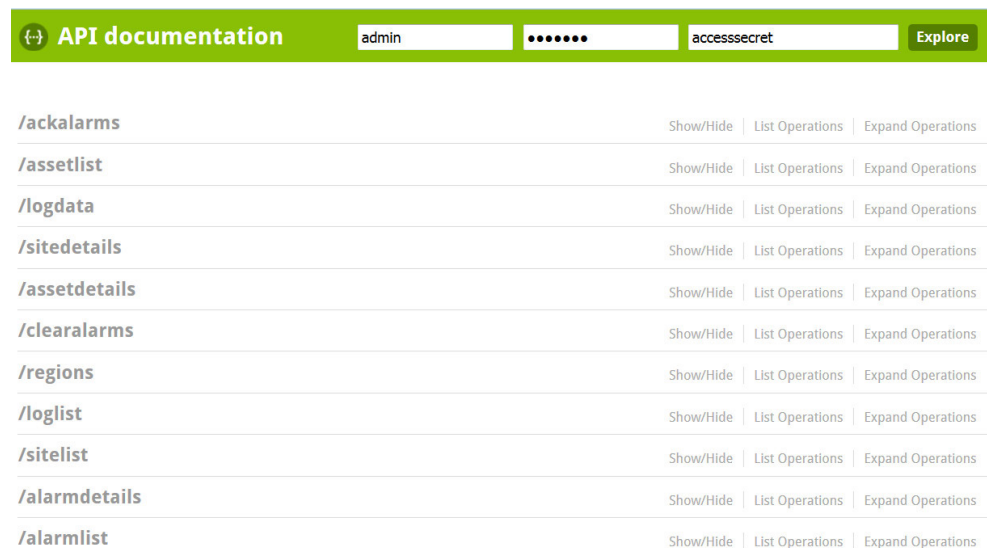 API documentation admin ••••••• accesssecret Explore
/ackalarms Show/Hide List Operations Expand Operations
/assetlist Show/Hide List Operations Expand Operations
/logdata Show/Hide List Operations Expand Operations
/sitedetails Show/Hide List Operations Expand Operations
/assetdetails Show/Hide List Operations Expand Operations
/clearalarms Show/Hide List Operations Expand Operations
/regions Show/Hide List Operations Expand Operations
/loglist Show/Hide List Operations Expand Operations
/sitelist Show/Hide List Operations Expand Operations
/alarmdetails Show/Hide List Operations Expand Operations
/alarmlist Show/Hide List Operations Expand Operations